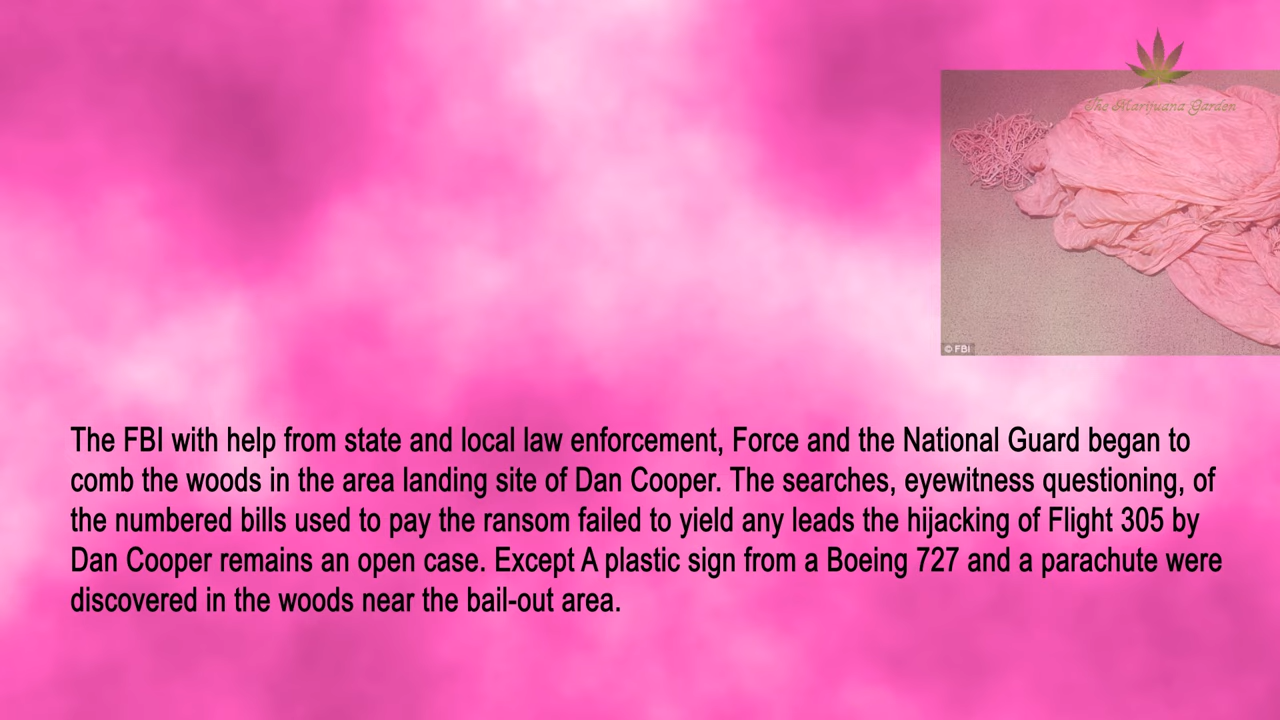 The Marijuana Garden
© FBI
The FBI with help from state and local law enforcement, Force and the National Guard began to
comb the woods in the area landing site of Dan Cooper. The searches, eyewitness questioning, of
the numbered bills used to pay the ransom failed to yield any leads the hijacking of Flight 305 by
Dan Cooper remains an open case. Except A plastic sign from a Boeing 727 and a parachute were
discovered in the woods near the bail-out area.